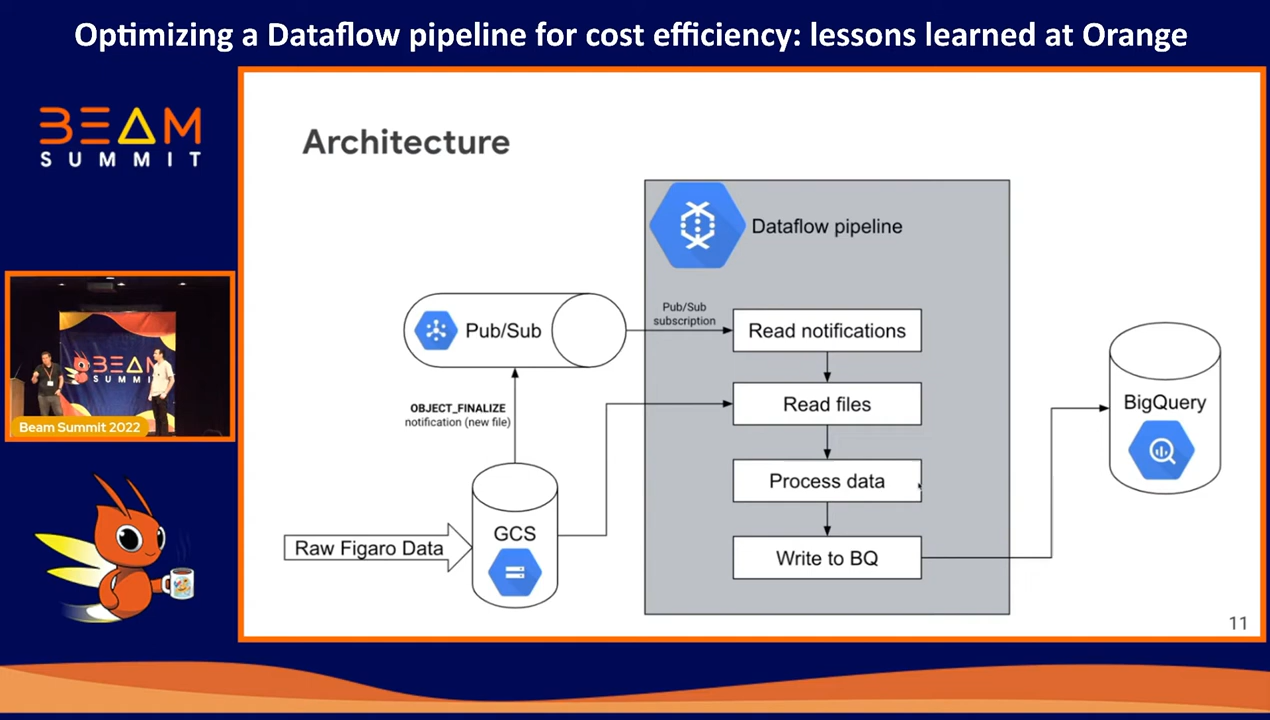 Optimizing a Dataflow pipeline for cost efficiency: lessons learned at Orange
BEAM
SUMMIT
Architecture
Dataflow pipeline
Pub/Sub
Pub/Sub
subscription
Read notifications
OBJECT_FINALIZE
notification (new file)
Read files
BigQuery
Process data
Raw Figaro Data
GCS
Write to BQ
BEAM
SUMMIT
Beam Summit 2022
11